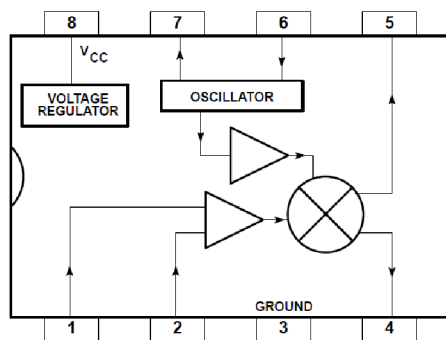 8 7 6 5
VCC
VOLTAGE
REGULATOR
OSCILLATOR
GROUND
1 2 3 4